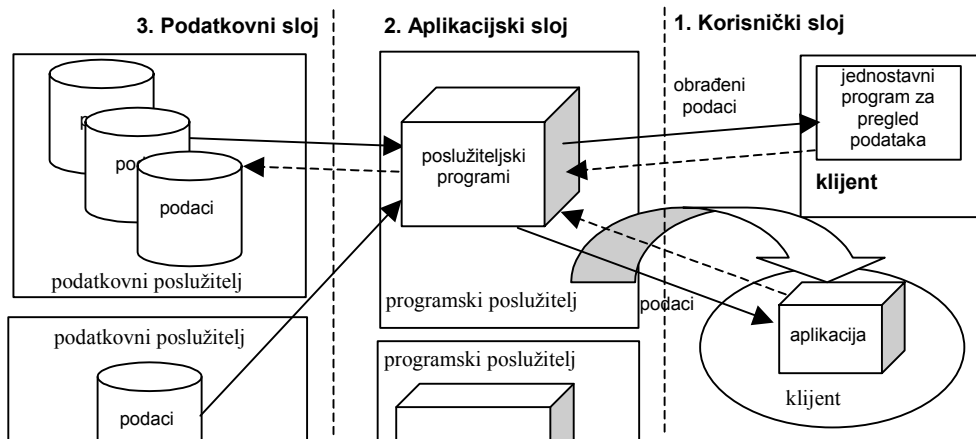 3. Podatkovni sloj
2. Aplikacijski sloj
1. Korisnički sloj
podaci
podatkovni poslužitelj
podatkovni poslužitelj
podaci
poslužiteljski
programi
programski poslužitelj
programski poslužitelj
obrađeni
podaci
jednostavni
program za
pregled
podataka
klijent
podaci
aplikacija
klijent